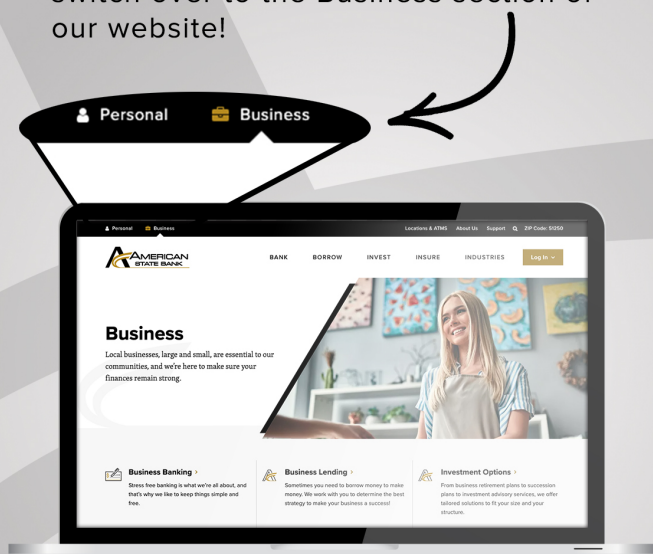 switch over to the Business section of
our website!
Personal Business
Personal Business Locations & ATMS About Us Support ZIP Code: 51250
AMERICAN
STATE BANK
BANK BORROW INVEST INSURE INDUSTRIES Log In
Business
Local businesses, large and small, are essential to our
communities, and we're here to make sure your
finances remain strong.
Business Banking >
Stress free banking is what we're all about, and
that's why we like to keep things simple and
free.
Business Lending >
Sometimes you need to borrow money to make
money. We work with you to determine the best
strategy to make your business a success!
Investment Options >
From business retirement plans to succession
plans to investment advisory services, we offer
tailored solutions to fit your size and your
structure.